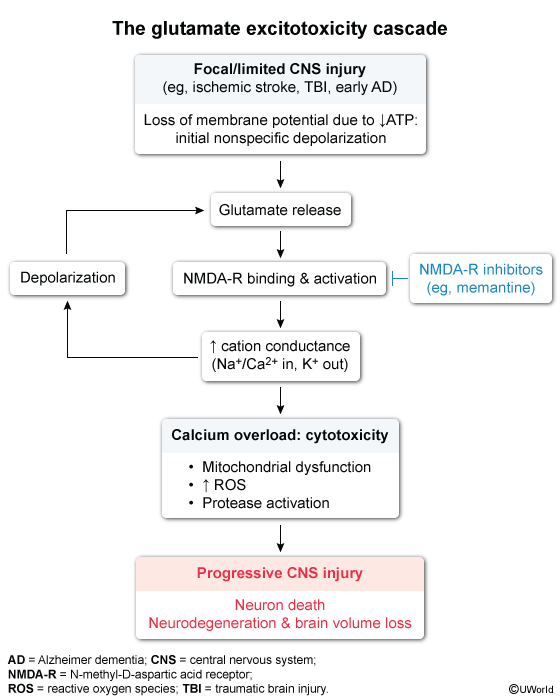 The glutamate excitotoxicity cascade
Focal/limited CNS injury
(eg, ischemic stroke, TBI, early AD)
Loss of membrane potential due to ↓ATP:
initial nonspecific depolarization
Glutamate release
Depolarization
NMDA-R binding & activation
NMDA-R inhibitors
(eg, memantine)
↑ cation conductance
(Na⁺/Ca²⁺ in, K⁺ out)
Calcium overload: cytotoxicity
• Mitochondrial dysfunction
• ↑ ROS
• Protease activation
Progressive CNS injury
Neuron death
Neurodegeneration & brain volume loss
AD = Alzheimer dementia; CNS = central nervous system;
NMDA-R = N-methyl-D-aspartic acid receptor;
ROS = reactive oxygen species; TBI = traumatic brain injury.
©UWorld